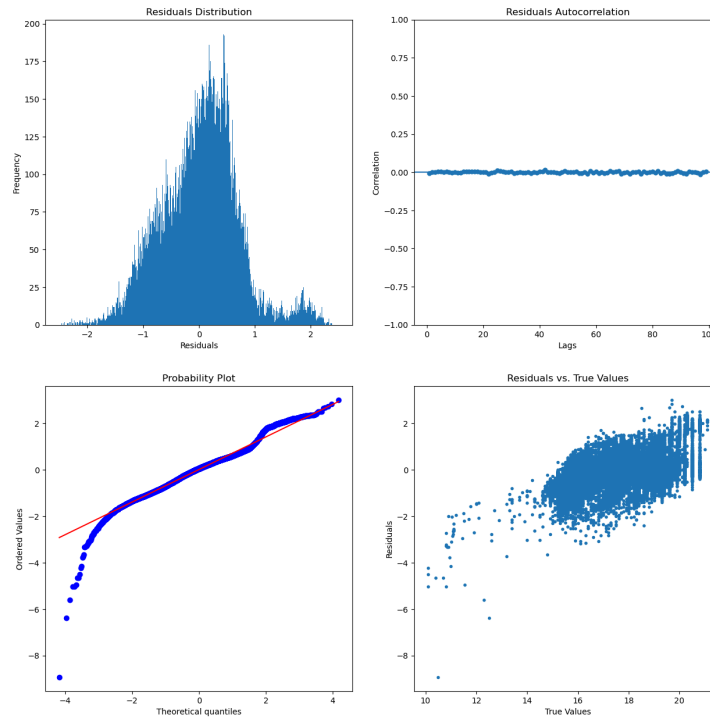 Residuals Distribution
200
175
150
125
100
75
50
25
0
Frequency
−2 −1 0 1 2
Residuals
Residuals Autocorrelation
1.00
0.75
0.50
0.25
0.00
−0.25
−0.50
−0.75
−1.00
Correlation
0 20 40 60 80 10
Lags
Probability Plot
2
0
−2
−4
−6
−8
Ordered Values
−4 −2 0 2 4
Theoretical quantiles
Residuals vs. True Values
2
0
−2
−4
−6
−8
Residuals
10 12 14 16 18 20
True Values